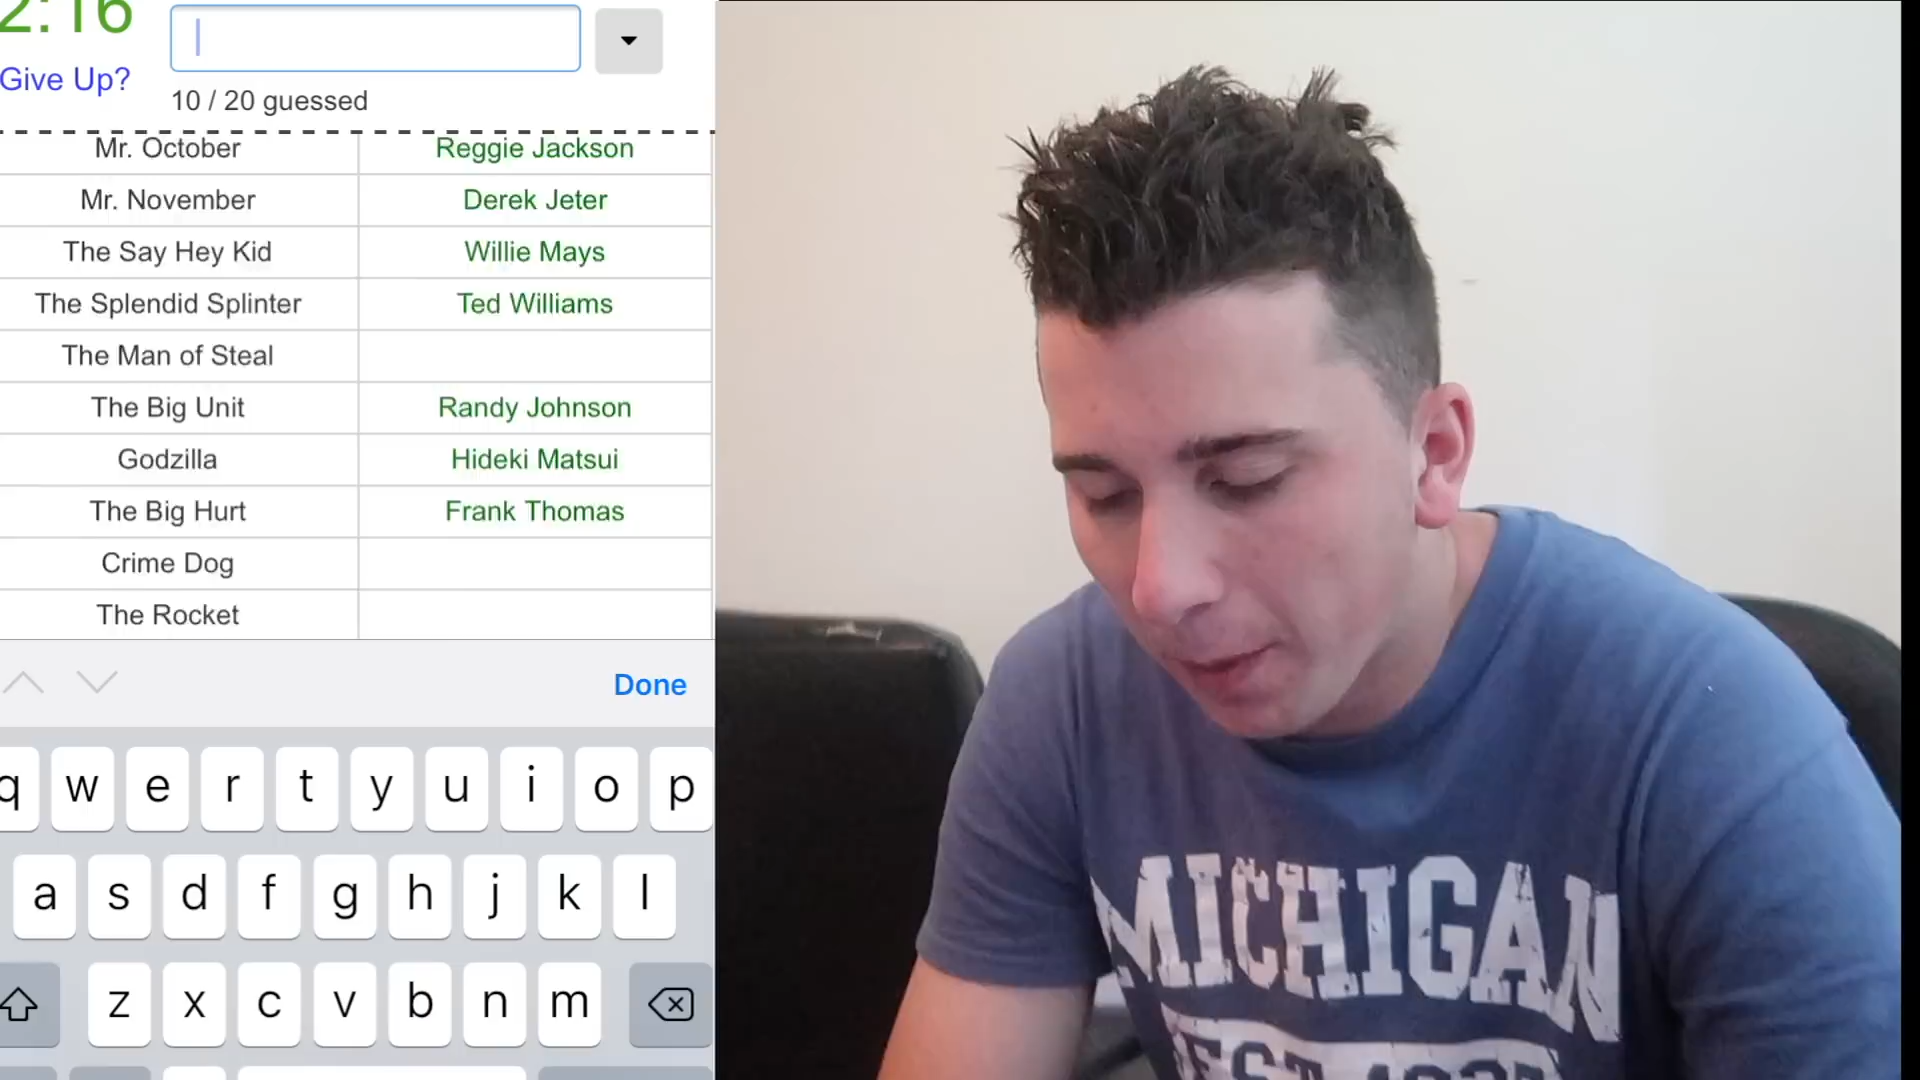 2:16
Give Up?
10 / 20 guessed
Mr. October Reggie Jackson
Mr. November Derek Jeter
The Say Hey Kid Willie Mays
The Splendid Splinter Ted Williams
The Man of Steal
The Big Unit Randy Johnson
Godzilla Hideki Matsui
The Big Hurt Frank Thomas
Crime Dog
The Rocket
Done
q w e r t y u i o p
a s d f g h j k l
z x c v b n m
MICHIGAN
EST.